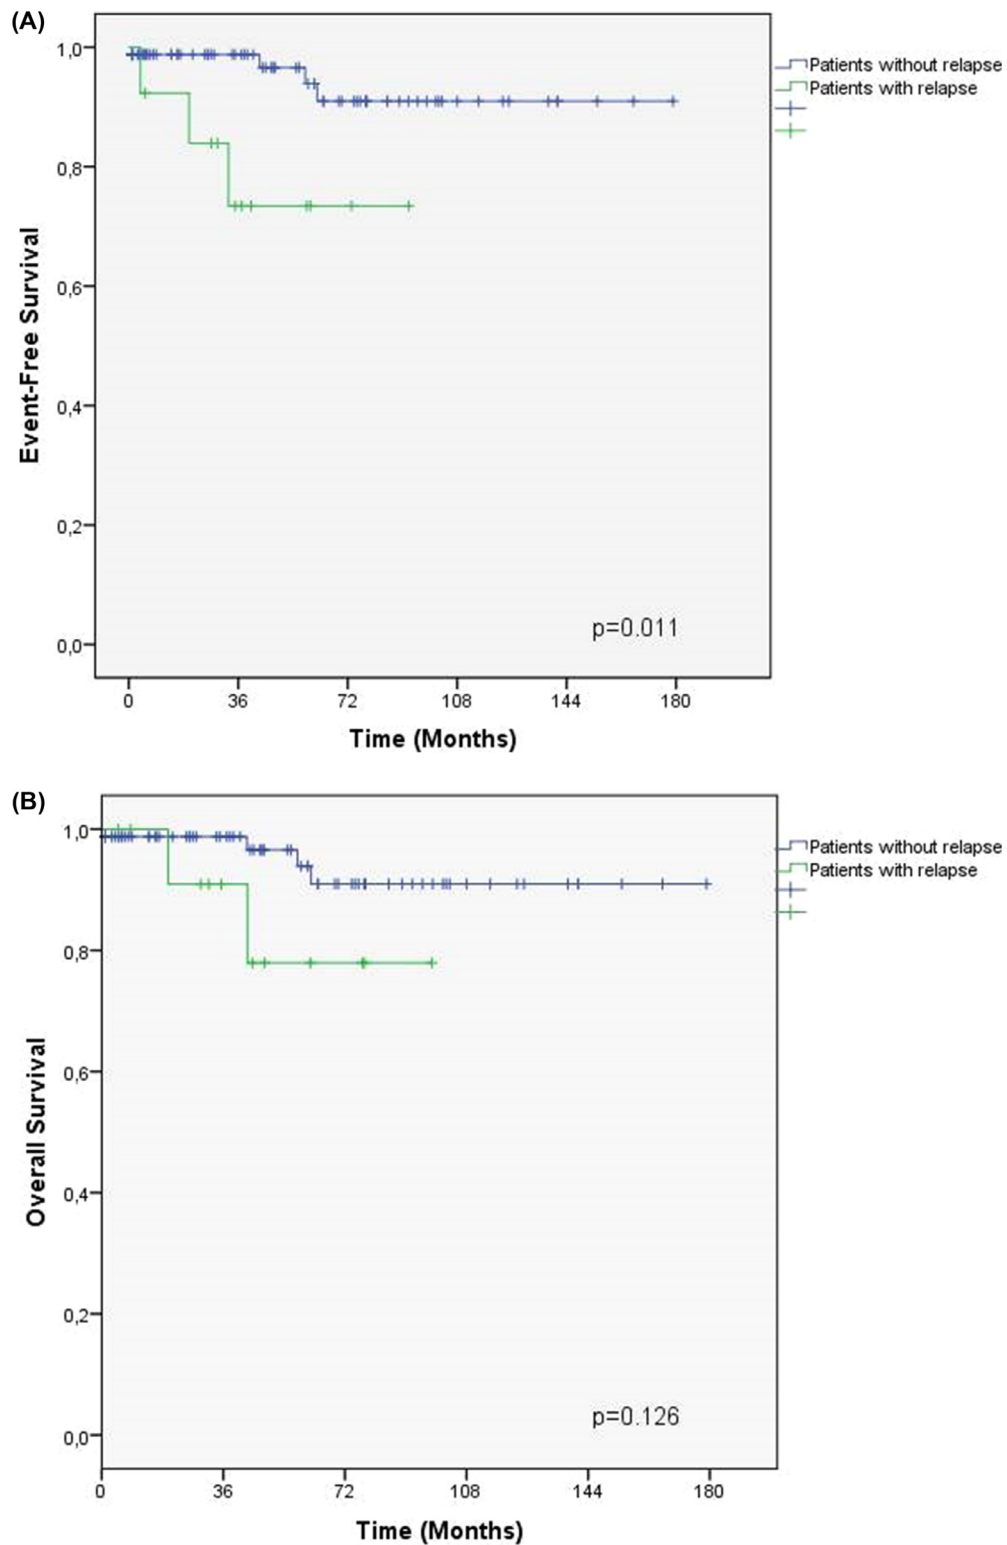 (A)
1,0
0,8
0,6
0,4
0,2
0,0
Event-Free Survival
Patients without relapse
Patients with relapse
p=0.011
0 36 72 108 144 180
Time (Months)
(B)
1,0
0,8
0,6
0,4
0,2
0,0
Overall Survival
Patients without relapse
Patients with relapse
p=0.126
0 36 72 108 144 180
Time (Months)